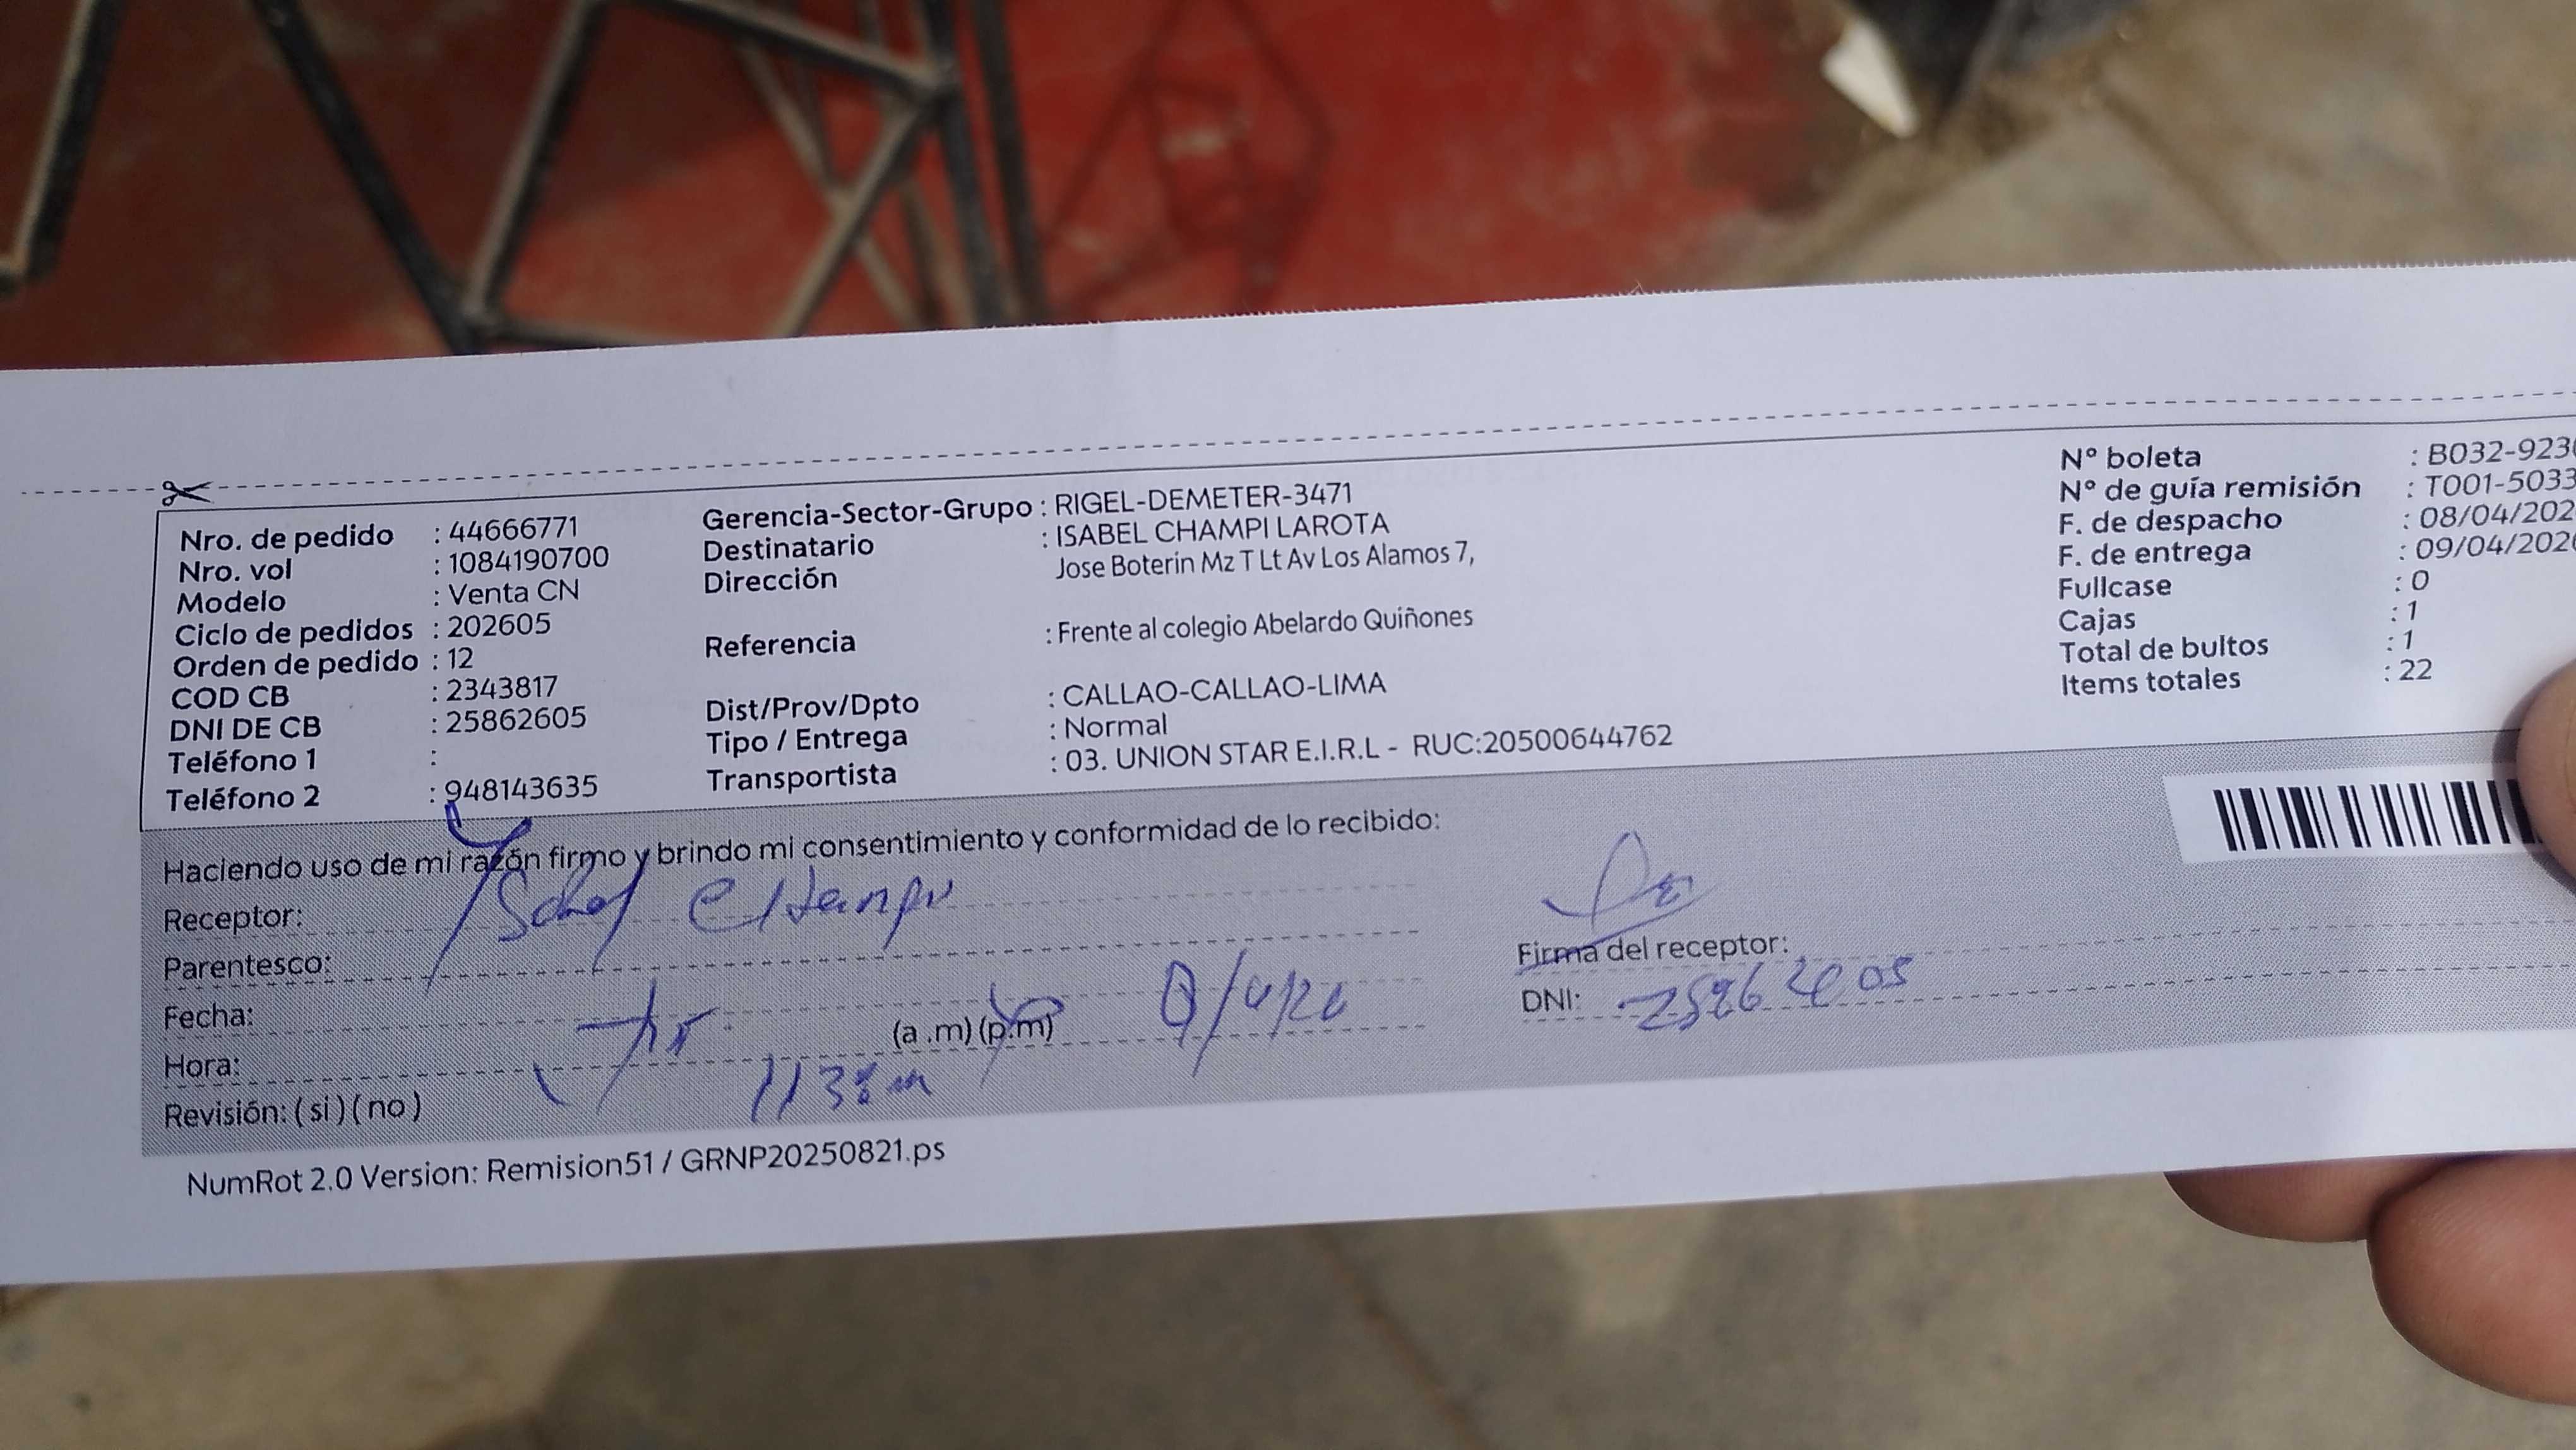 Nro. de pedido : 44666771
Nro. vol : 1084190700
Modelo : Venta CN
Ciclo de pedidos : 202605
Orden de pedido : 12
COD CB : 2343817
DNI DE CB : 25862605
Teléfono 1 :
Teléfono 2 : 948143635
Gerencia-Sector-Grupo : RIGEL-DEMETER-3471
Destinatario : ISABEL CHAMPI LAROTA
Dirección Jose Boterin Mz T Lt Av Los Alamos 7,
Referencia : Frente al colegio Abelardo Quiñones
Dist/Prov/Dpto : CALLAO-CALLAO-LIMA
Tipo / Entrega : Normal
Transportista : 03. UNION STAR E.I.R.L - RUC:20500644762
N° boleta : B032-923
N° de guía remisión : T001-5033
F. de despacho : 08/04/202
F. de entrega : 09/04/202
Fullcase : 0
Cajas : 1
Total de bultos : 1
Items totales : 22
Haciendo uso de mi razón firmo y brindo mi consentimiento y conformidad de lo recibido:
Receptor:
Parentesco:
Fecha:
Hora: (a .m) (p.m)
Revisión: ( si ) ( no )
Firma del receptor:
DNI: 25862605
NumRot 2.0 Version: Remision51 / GRNP20250821.ps